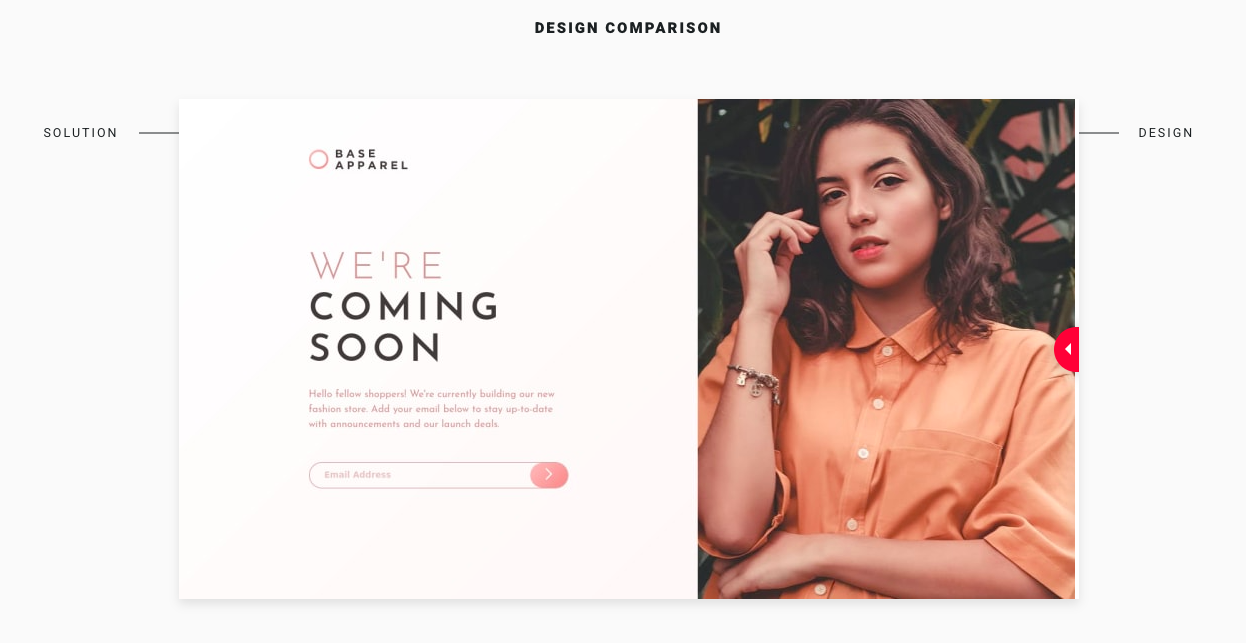 DESIGN COMPARISON
SOLUTION
DESIGN
BASE
APPAREL
WE'RE
COMING
SOON
Hello fellow shoppers! We're currently building our new
fashion store. Add your email below to stay up-to-date
with announcements and our launch deals.
Email Address